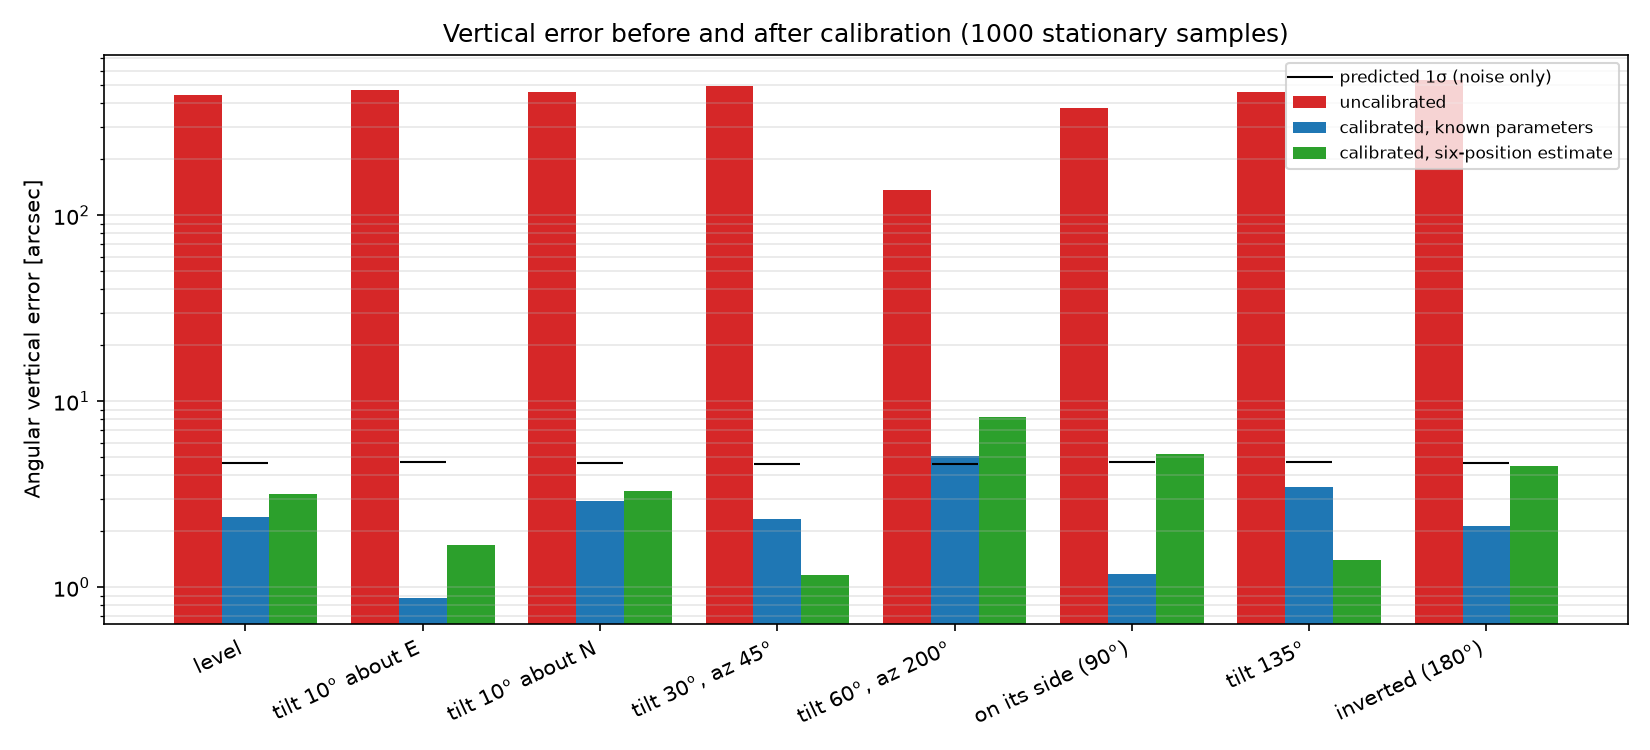 Vertical error before and after calibration (1000 stationary samples)
predicted 1σ (noise only)
uncalibrated
calibrated, known parameters
calibrated, six-position estimate
Angular vertical error [arcsec]
10²
10¹
10⁰
level
tilt 10° about E
tilt 10° about N
tilt 30°, az 45°
tilt 60°, az 200°
on its side (90°)
tilt 135°
inverted (180°)